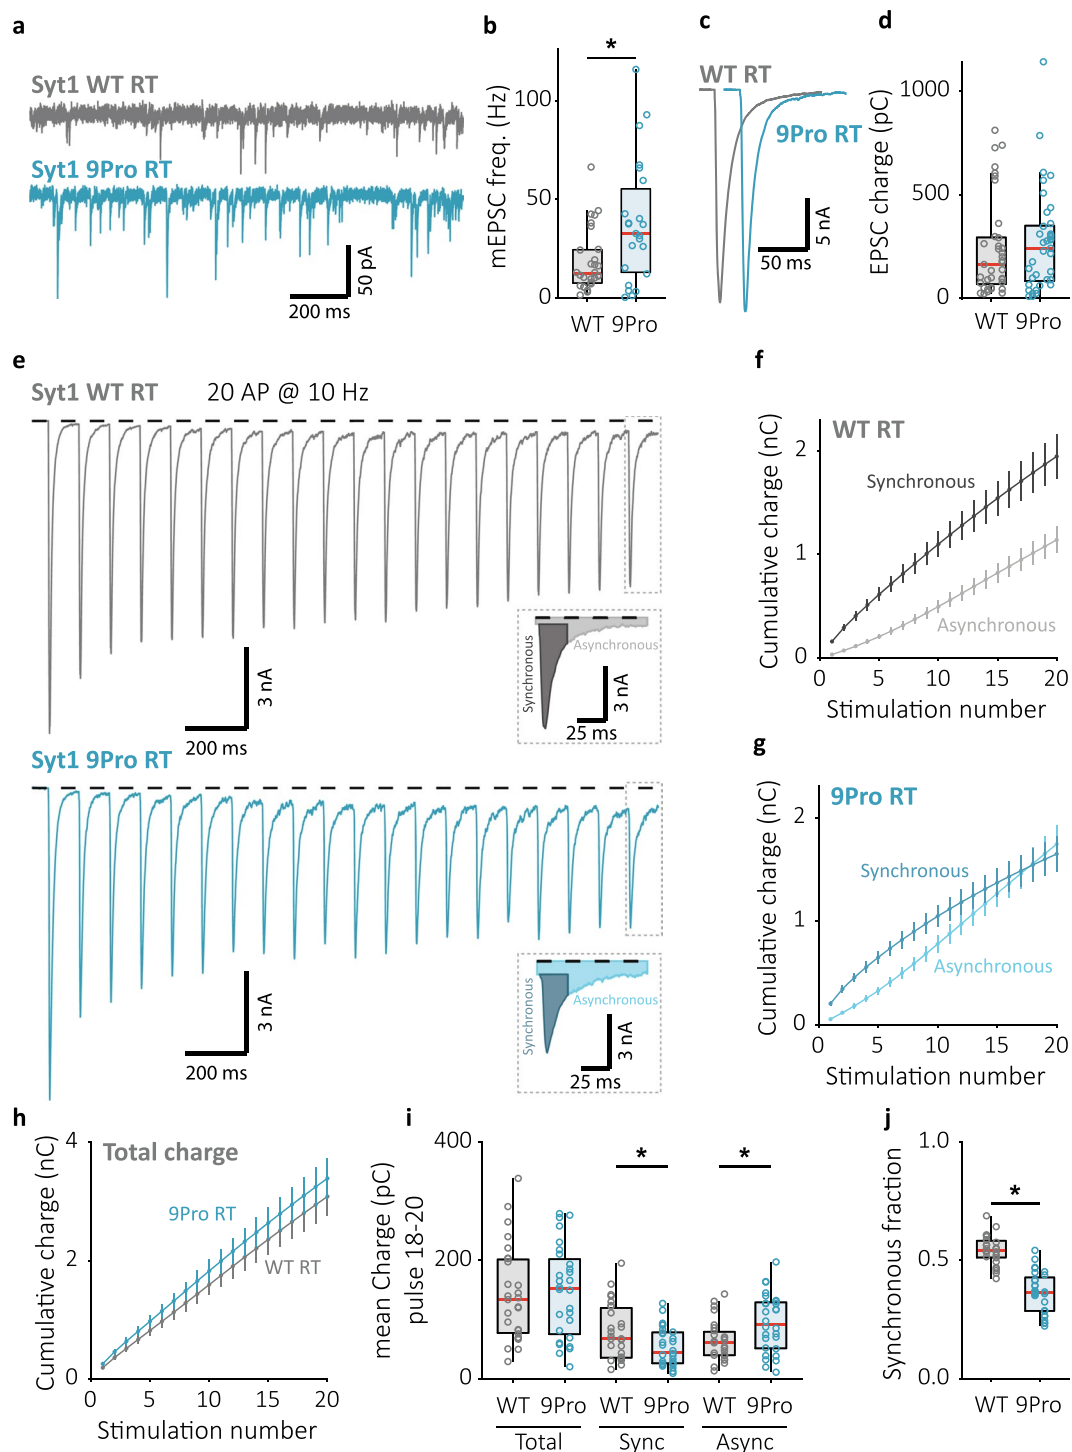 a
Syt1 WT RT
Syt1 9Pro RT
50 pA
200 ms
b
*
mEPSC freq. (Hz)
100
50
0
WT 9Pro
c
WT RT
9Pro RT
5 nA
50 ms
d
EPSC charge (pC)
1000
500
0
WT 9Pro
e
Syt1 WT RT 20 AP @ 10 Hz
3 nA
200 ms
Synchronous
Asynchronous
3 nA
25 ms
Syt1 9Pro RT
3 nA
200 ms
Synchronous
Asynchronous
3 nA
25 ms
f
WT RT
Cumulative charge (nC)
2
1
0
Synchronous
Asynchronous
0 5 10 15 20
Stimulation number
g
9Pro RT
Cumulative charge (nC)
2
1
0
Synchronous
Asynchronous
0 5 10 15 20
Stimulation number
h
Total charge
Cumulative charge (nC)
4
2
0
9Pro RT
WT RT
0 5 10 15 20
Stimulation number
i
mean Charge (pC)
pulse 18-20
400
200
0
* *
WT 9Pro WT 9Pro WT 9Pro
Total Sync Async
j
Synchronous fraction
1.0
0.5
0.0
*
WT 9Pro